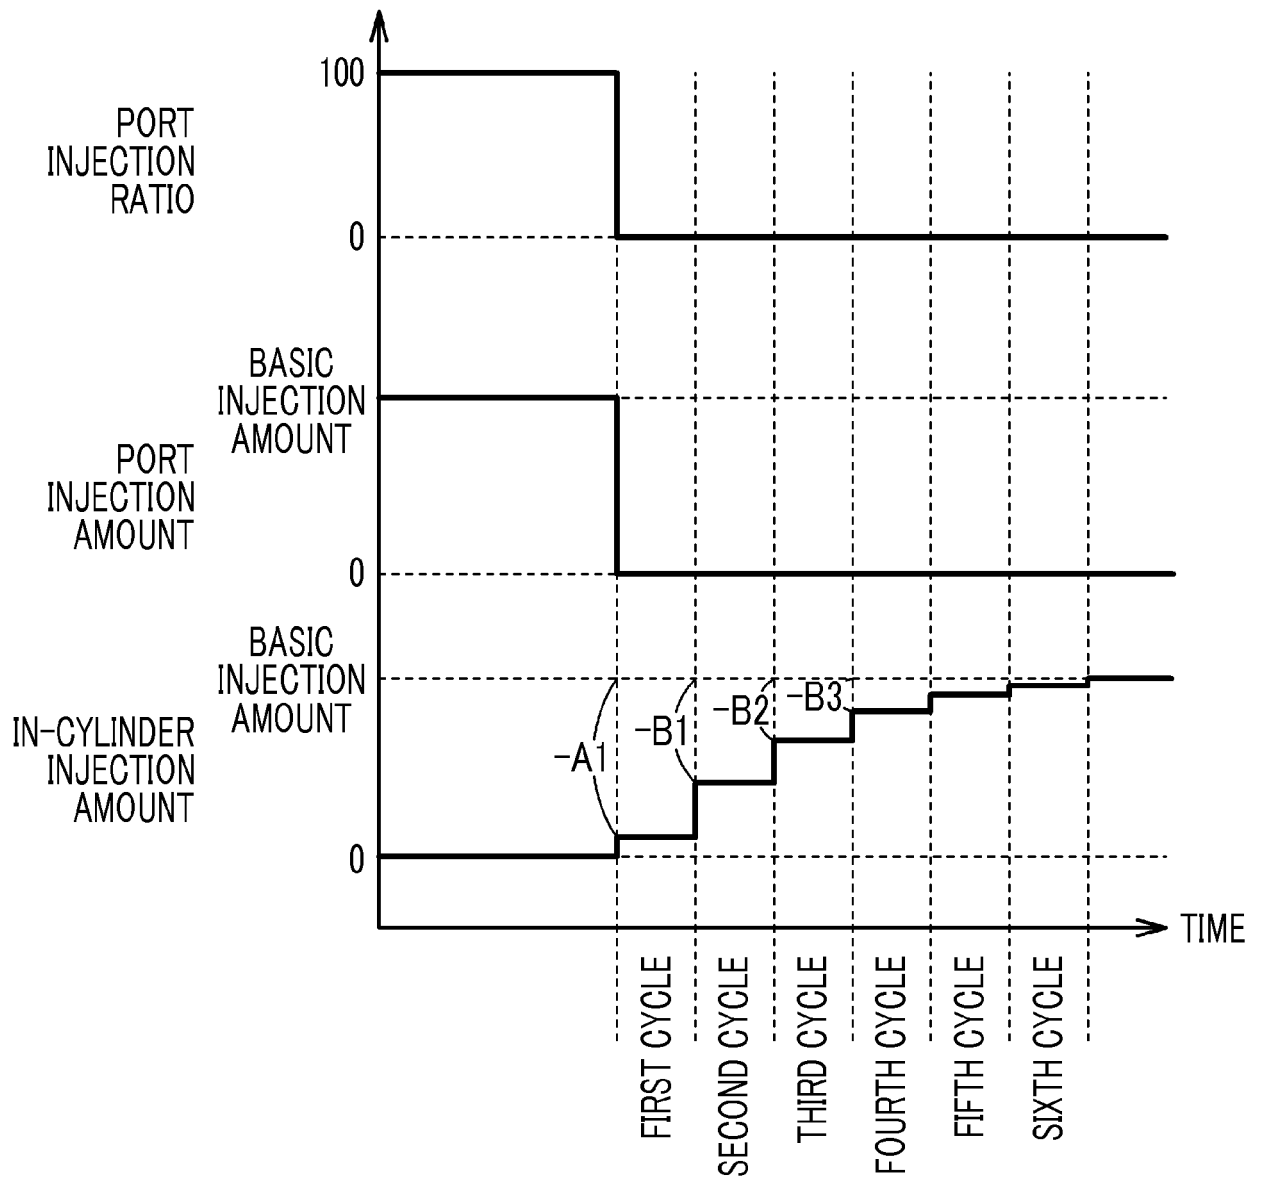 100
PORT
INJECTION
RATIO
0
BASIC
INJECTION
AMOUNT
PORT
INJECTION
AMOUNT
0
BASIC
INJECTION
AMOUNT
IN-CYLINDER
INJECTION
AMOUNT
-A1
-B1
-B2
-B3
0
TIME
FIRST CYCLE
SECOND CYCLE
THIRD CYCLE
FOURTH CYCLE
FIFTH CYCLE
SIXTH CYCLE